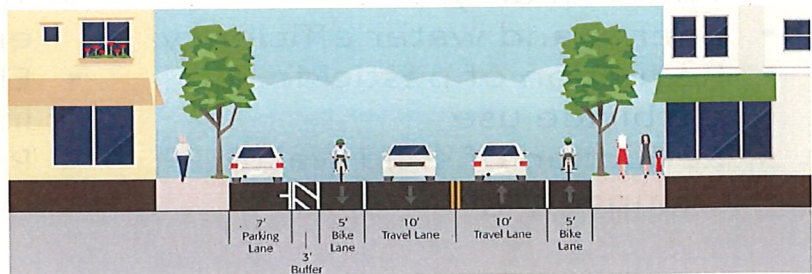 7'
Parking
Lane
3'
Buffer
5'
Bike
Lane
10'
Travel Lane
10'
Travel Lane
5'
Bike
Lane